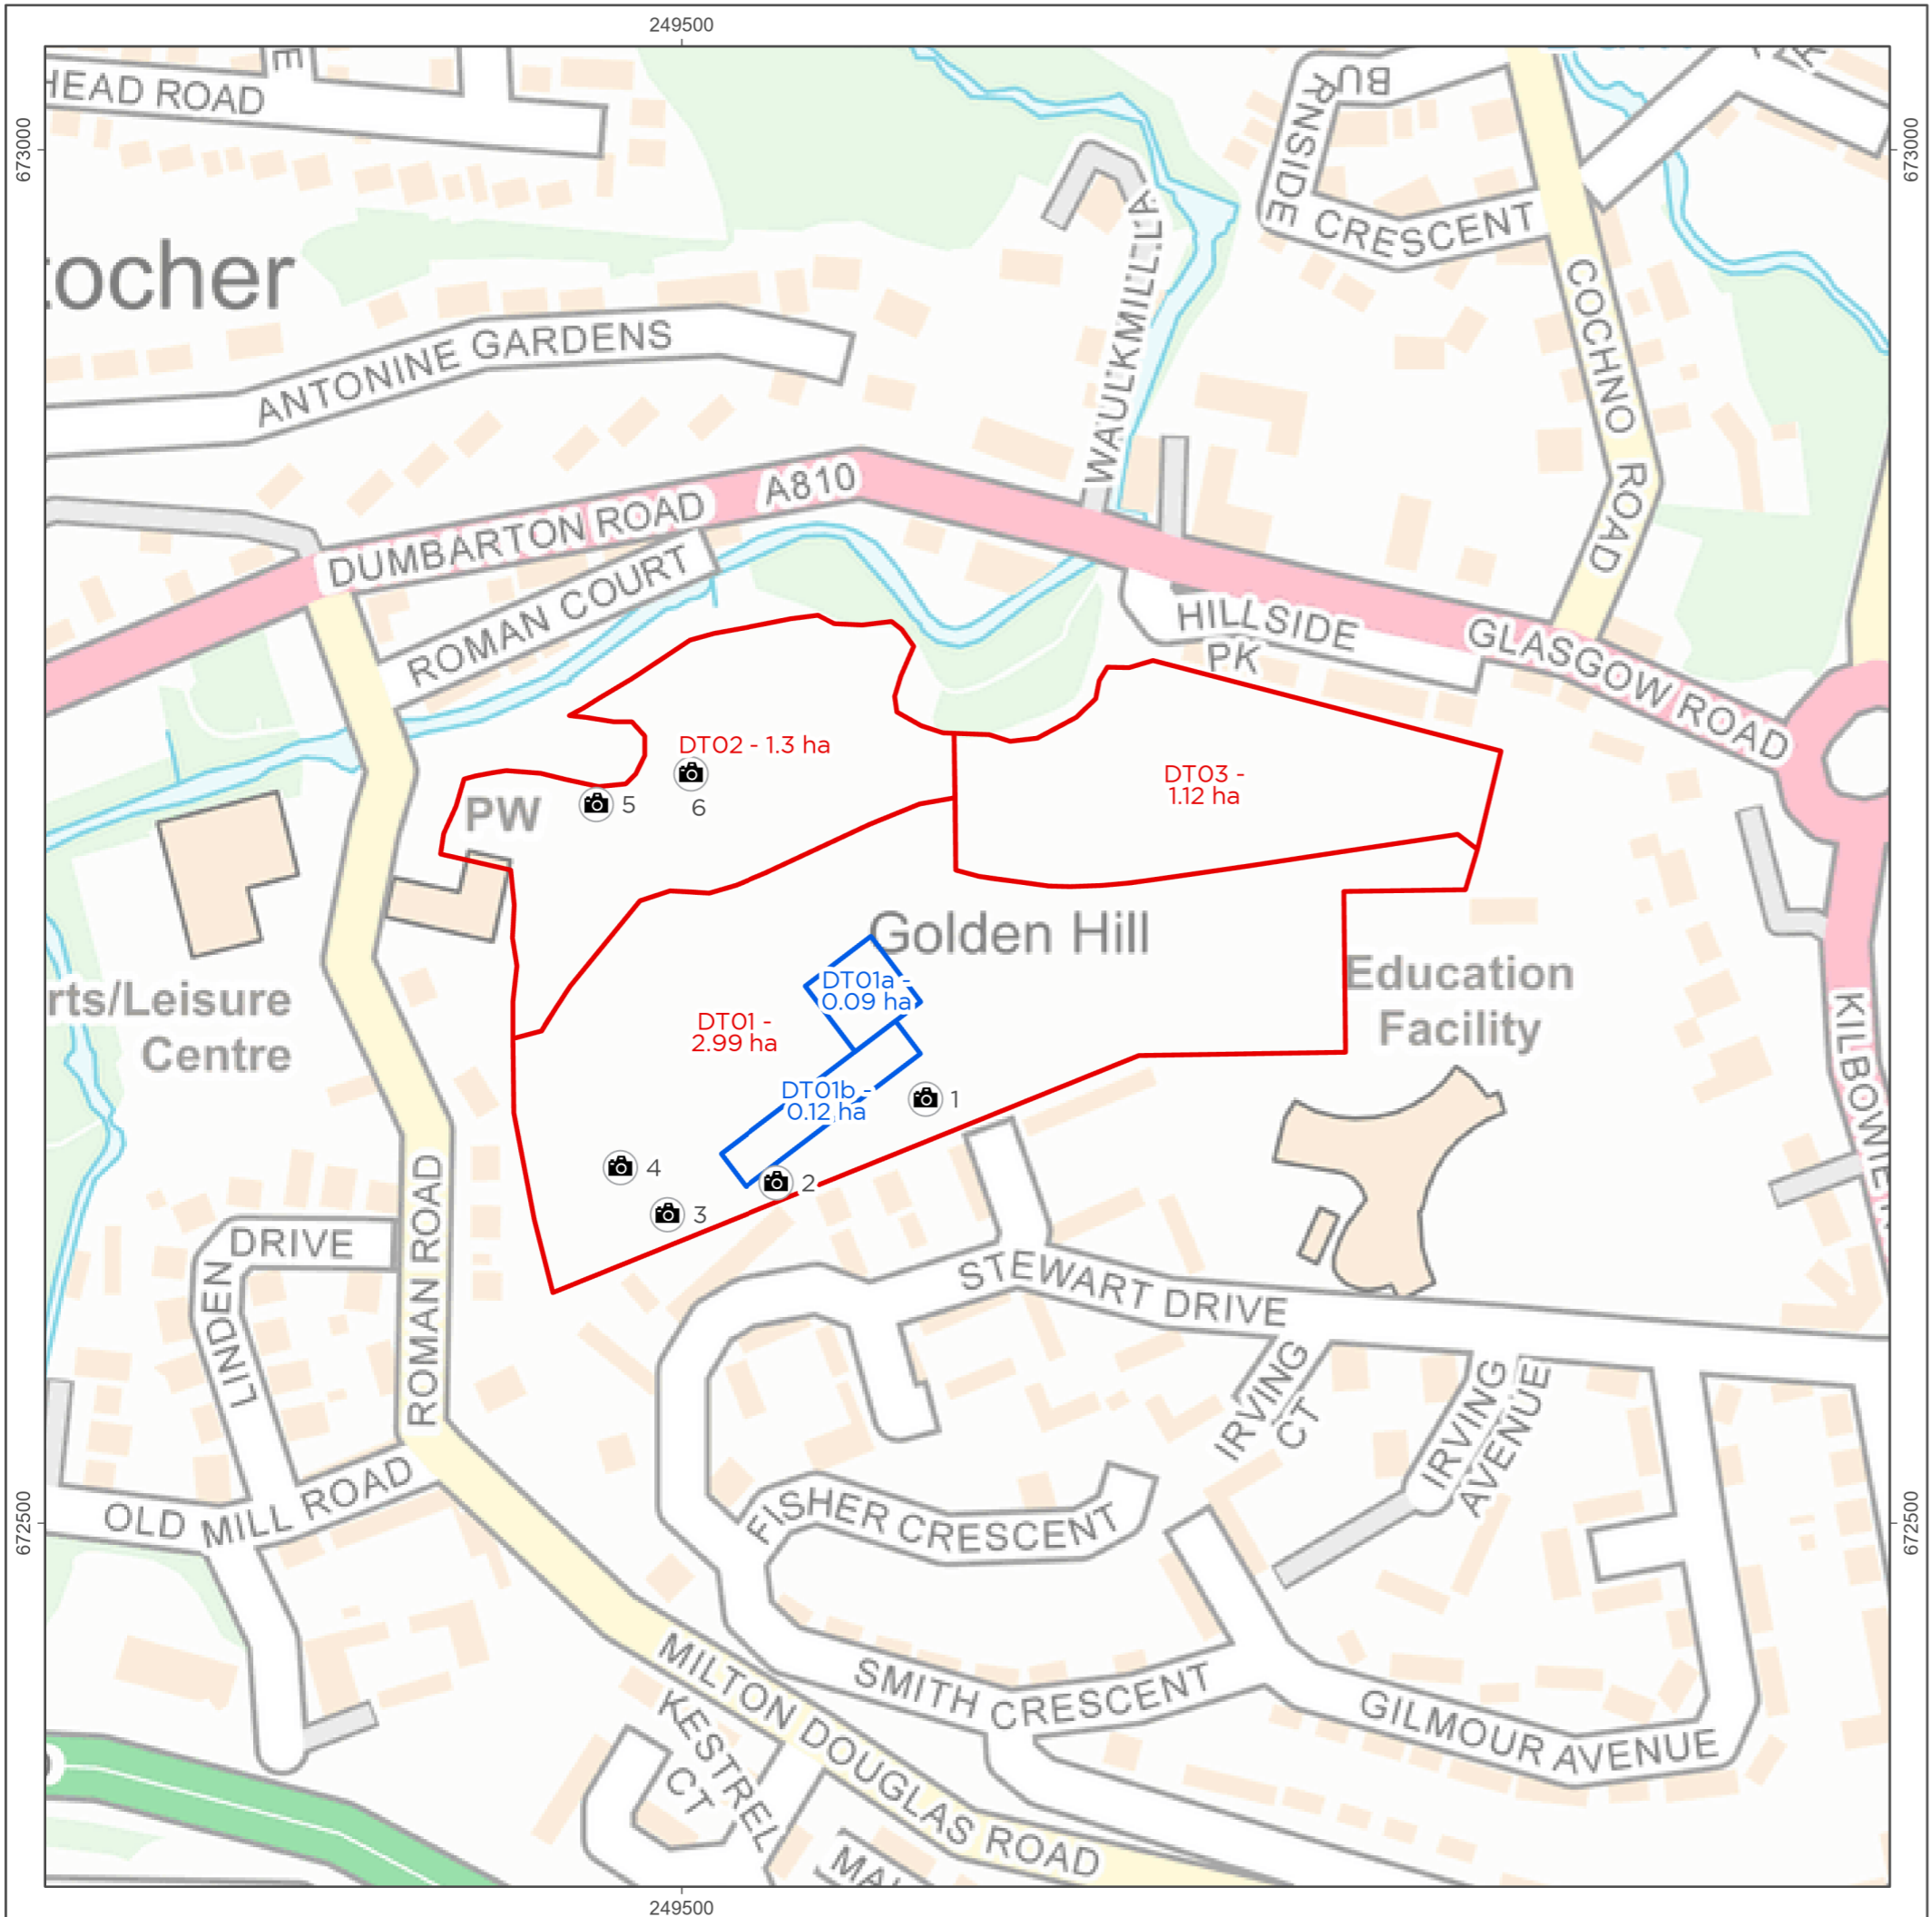 249500
673000
673000
HEAD ROAD
E
BURNSIDE CRESCENT
COCHNO ROAD
WAULKMILL
tocher
ANTONINE GARDENS
DUMBARTON ROAD
A810
ROMAN COURT
HILLSIDE
PK
GLASGOW ROAD
DT02 - 1.3 ha
6
5
DT03 -
1.12 ha
PW
Golden Hill
Education
Facility
rts/Leisure
Centre
DT01a -
0.09 ha
DT01 -
2.99 ha
DT01b -
0.12 ha
1
4
2
3
ROMAN ROAD
LINDEN
DRIVE
STEWART DRIVE
IRVING
CT
IRVING
AVENUE
OLD MILL ROAD
FISHER CRESCENT
672500
672500
MILTON DOUGLAS ROAD
SMITH CRESCENT
GILMOUR AVENUE
KESTREL
CT
249500